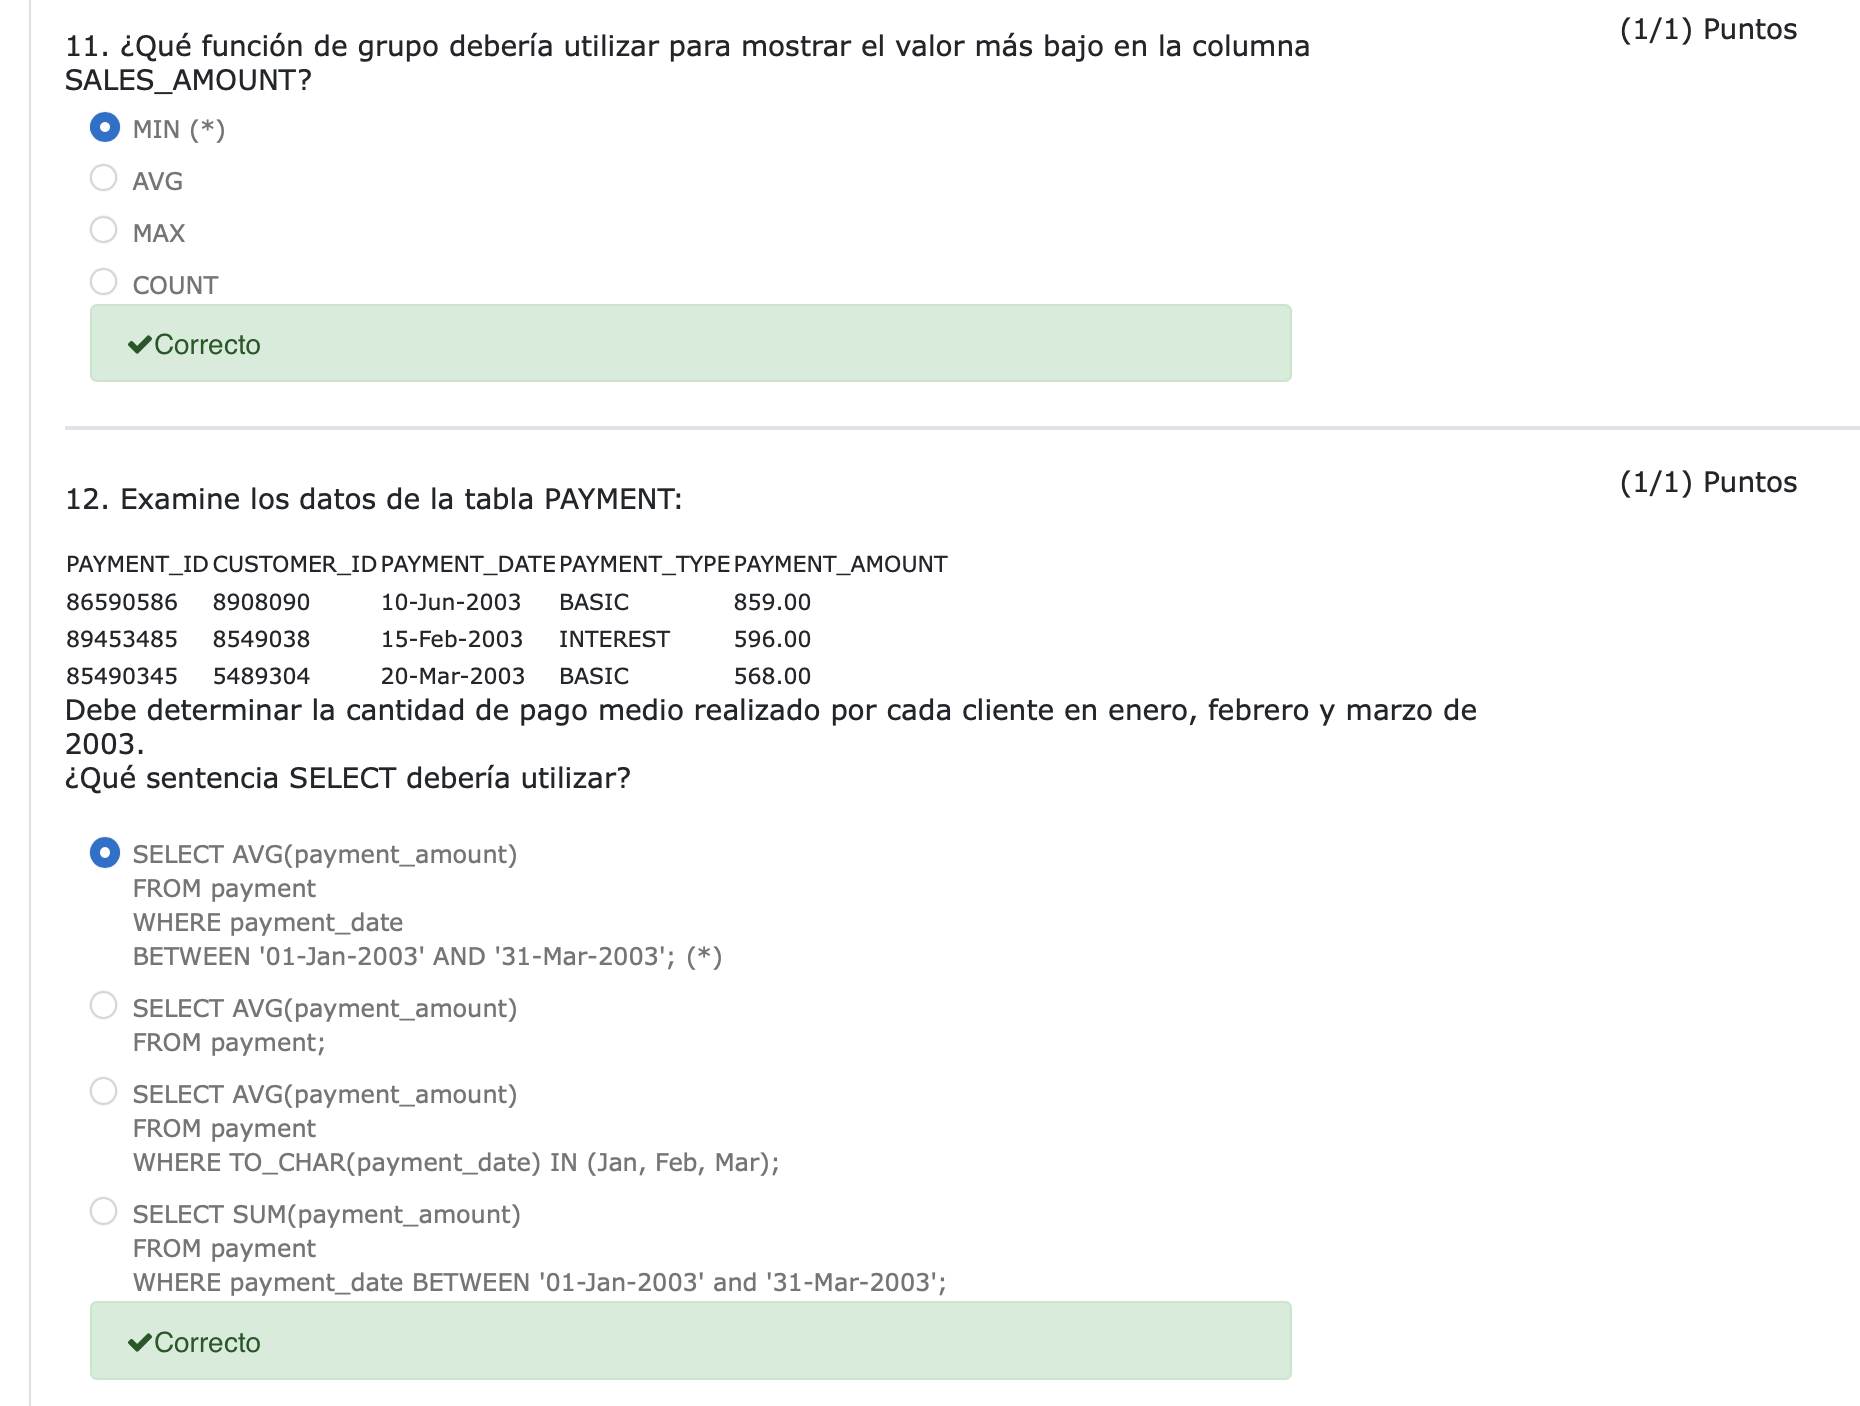 (1/1) Puntos
11. ¿Qué función de grupo debería utilizar para mostrar el valor más bajo en la columna
SALES_AMOUNT?
MIN (*)
AVG
MAX
COUNT
✔Correcto
(1/1) Puntos
12. Examine los datos de la tabla PAYMENT:
PAYMENT_ID CUSTOMER_ID PAYMENT_DATE PAYMENT_TYPE PAYMENT_AMOUNT
86590586 8908090 10-Jun-2003 BASIC 859.00
89453485 8549038 15-Feb-2003 INTEREST 596.00
85490345 5489304 20-Mar-2003 BASIC 568.00
Debe determinar la cantidad de pago medio realizado por cada cliente en enero, febrero y marzo de
2003.
¿Qué sentencia SELECT debería utilizar?
SELECT AVG(payment_amount)
FROM payment
WHERE payment_date
BETWEEN '01-Jan-2003' AND '31-Mar-2003'; (*)
SELECT AVG(payment_amount)
FROM payment;
SELECT AVG(payment_amount)
FROM payment
WHERE TO_CHAR(payment_date) IN (Jan, Feb, Mar);
SELECT SUM(payment_amount)
FROM payment
WHERE payment_date BETWEEN '01-Jan-2003' and '31-Mar-2003';
✔Correcto